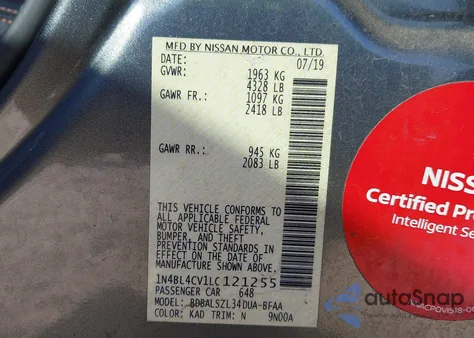 MFD BY NISSAN MOTOR CO., LTD.
DATE: 07/19
GVWR: 1963 KG
4328 LB
GAWR FR.: 1097 KG
2418 LB
GAWR RR.: 945 KG
2083 LB
THIS VEHICLE CONFORMS TO
ALL APPLICABLE FEDERAL
MOTOR VEHICLE SAFETY,
BUMPER, AND THEFT
PREVENTION STANDARDS IN
EFFECT ON THE DATE OF
MANUFACTURE SHOWN ABOVE.
1N4BL4CV1LC121255
PASSENGER CAR 648
MODEL: BDBALSZL34DUA-BFAA
COLOR: KAD TRIM: N 9N00A
NISS
Certified Pr
Intelligent Se
autoSnap